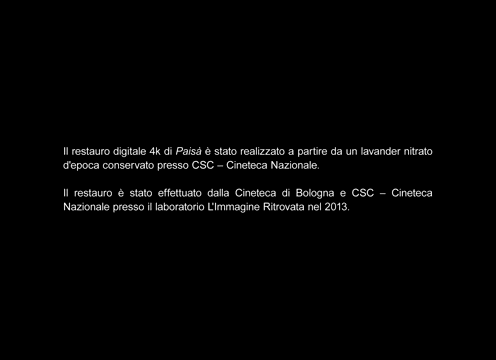 Il restauro digitale 4k di Paisà è stato realizzato a partire da un lavander nitrato
d'epoca conservato presso CSC – Cineteca Nazionale.
Il restauro è stato effettuato dalla Cineteca di Bologna e CSC – Cineteca
Nazionale presso il laboratorio L'Immagine Ritrovata nel 2013.